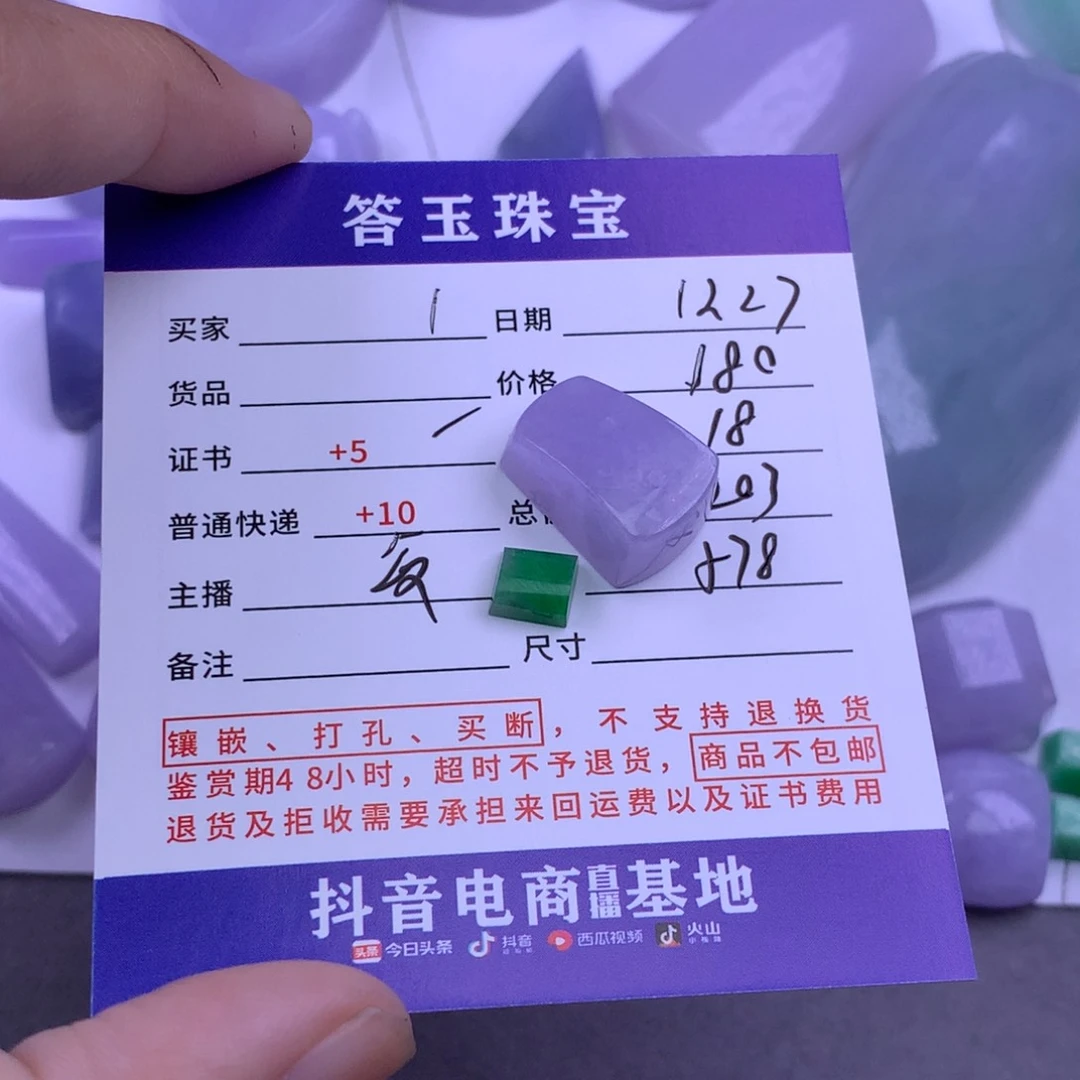 答玉珠宝
买家 1 日期 1227
货品 价格 180
证书 +5 18
普通快递 +10 总 203
主播 +78
备注 尺寸
镶嵌、打孔、买断，不支持退换货
鉴赏期48小时，超时不予退货，商品不包邮
退货及拒收需要承担来回运费以及证书费用
抖音电商直播基地
头条 今日头条 抖音 西瓜视频 火山